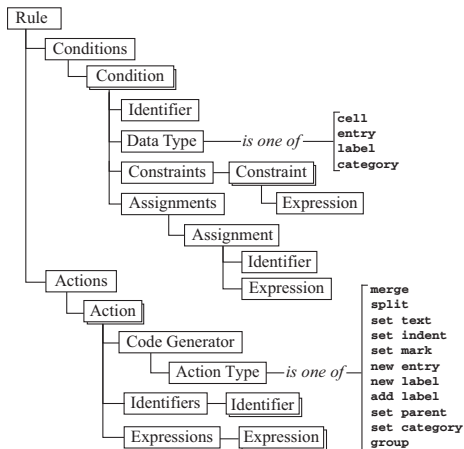 Rule
Conditions
Condition
Identifier
Data Type
is one of
cell
entry
label
category
Constraints
Constraint
Expression
Assignments
Assignment
Identifier
Expression
Actions
Action
Code Generator
Action Type
is one of
merge
split
set text
set indent
set mark
new entry
new label
add label
set parent
set category
group
Identifiers
Identifier
Expressions
Expression